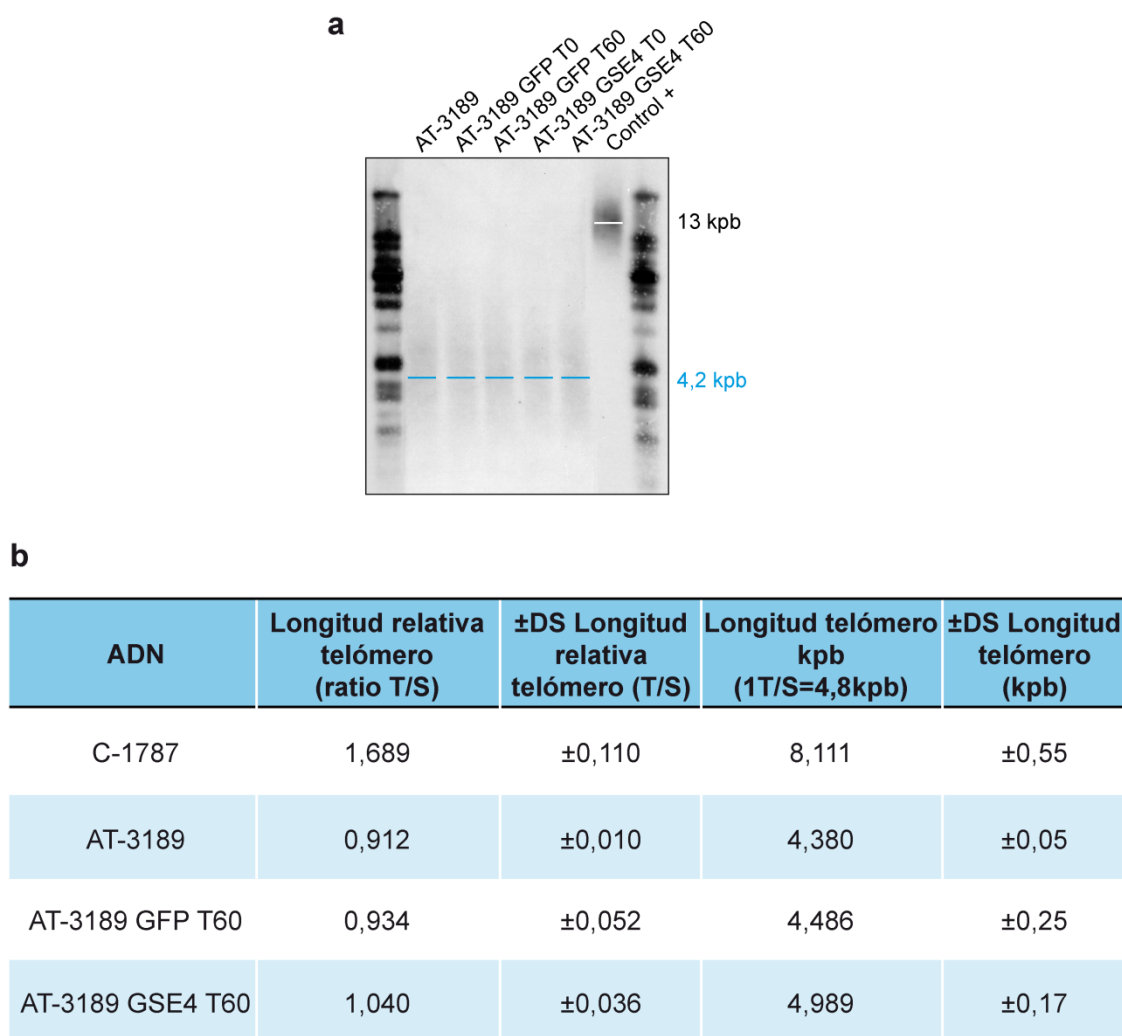 a
AT-3189
AT-3189 GFP T0
AT-3189 GFP T60
AT-3189 GSE4 T0
AT-3189 GSE4 T60
Control +
13 kpb
4,2 kpb
b
ADN
Longitud relativa
telómero
(ratio T/S)
±DS Longitud
relativa
telómero (T/S)
Longitud telómero
kpb
(1T/S=4,8kpb)
±DS Longitud
telómero
(kpb)
C-1787 1,689 ±0,110 8,111 ±0,55
AT-3189 0,912 ±0,010 4,380 ±0,05
AT-3189 GFP T60 0,934 ±0,052 4,486 ±0,25
AT-3189 GSE4 T60 1,040 ±0,036 4,989 ±0,17